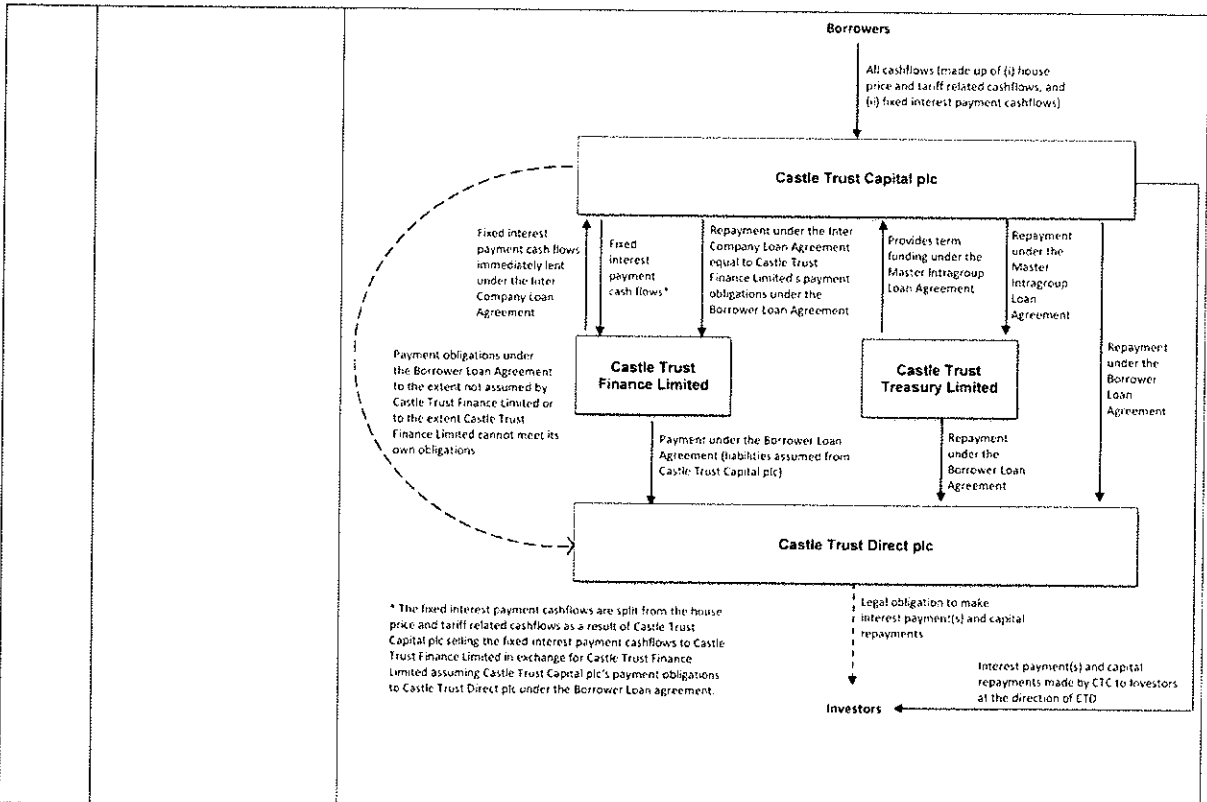 Borrowers
All cashflows (made up of (i) house
price and tariff related cashflows, and
(ii) fixed interest payment cashflows)
Castle Trust Capital plc
Fixed interest
payment cash flows
immediately lent
under the Inter
Company Loan
Agreement
Fixed
interest
payment
cash flows*
Repayment under the Inter
Company Loan Agreement
equal to Castle Trust
Finance Limited's payment
obligations under the
Borrower Loan Agreement
Provides term
funding under the
Master Intragroup
Loan Agreement
Repayment
under the
Master
Intragroup
Loan
Agreement
Repayment
under the
Borrower
Loan
Agreement
Payment obligations under
the Borrower Loan Agreement
to the extent not assumed by
Castle Trust Finance Limited or
to the extent Castle Trust
Finance Limited cannot meet its
own obligations
Castle Trust
Finance Limited
Castle Trust
Treasury Limited
Payment under the Borrower Loan
Agreement (liabilities assumed from
Castle Trust Capital plc)
Repayment
under the
Borrower Loan
Agreement
Castle Trust Direct plc
* The fixed interest payment cashflows are split from the house
price and tariff related cashflows as a result of Castle Trust
Capital plc selling the fixed interest payment cashflows to Castle
Trust Finance Limited in exchange for Castle Trust Finance
Limited assuming Castle Trust Capital plc's payment obligations
to Castle Trust Direct plc under the Borrower Loan agreement.
Legal obligation to make
interest payment(s) and capital
repayments
Interest payment(s) and capital
repayments made by CTC to Investors
at the direction of CTD
Investors